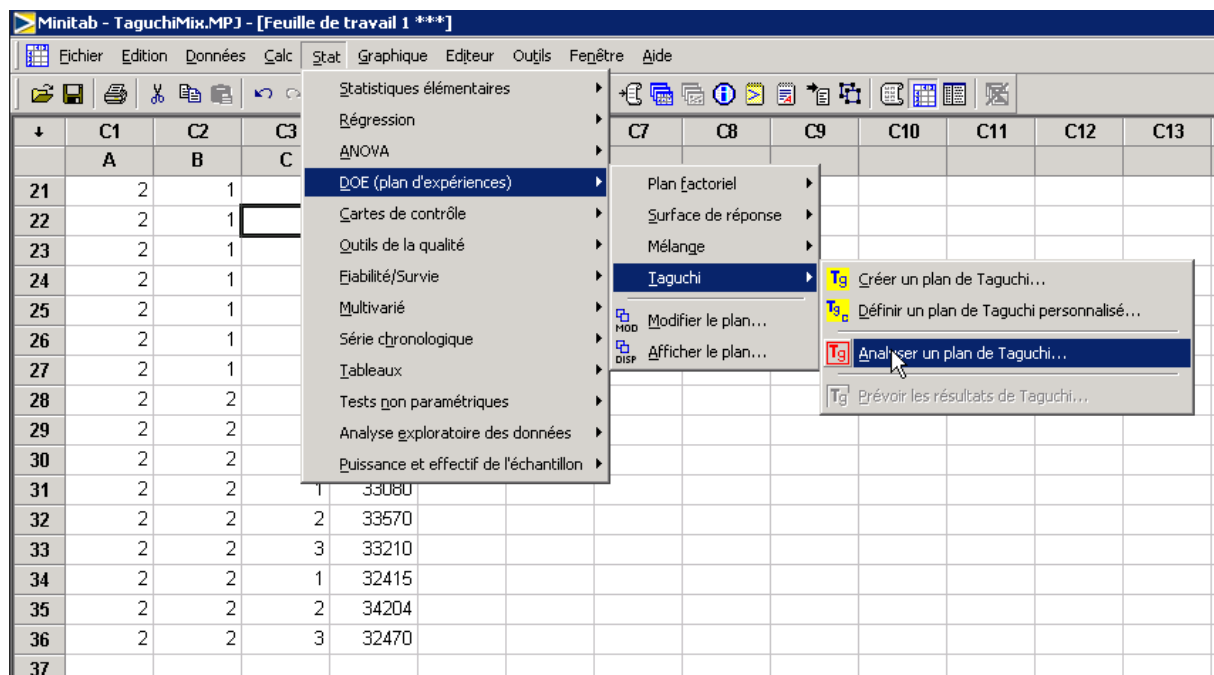 Minitab - TaguchiMix.MPJ - [Feuille de travail 1 ***]
Fichier Edition Données Calc Stat Graphique Editeur Outils Fenêtre Aide
C1 C2 C3 C7 C8 C9 C10 C11 C12 C13
A B C
Statistiques élémentaires
Régression
ANOVA
DOE (plan d'expériences)
Cartes de contrôle
Outils de la qualité
Fiabilité/Survie
Multivarié
Série chronologique
Tableaux
Tests non paramétriques
Analyse exploratoire des données
Puissance et effectif de l'échantillon
Plan factoriel
Surface de réponse
Mélange
Taguchi
MOD Modifier le plan...
DISP Afficher le plan...
Tg Créer un plan de Taguchi...
Tg c Définir un plan de Taguchi personnalisé...
Tg Analyser un plan de Taguchi...
Tg Prévoir les résultats de Taguchi...
21 2 1
22 2 1
23 2 1
24 2 1
25 2 1
26 2 1
27 2 1
28 2 2
29 2 2
30 2 2
31 2 2 1 33080
32 2 2 2 33570
33 2 2 3 33210
34 2 2 1 32415
35 2 2 2 34204
36 2 2 3 32470
37